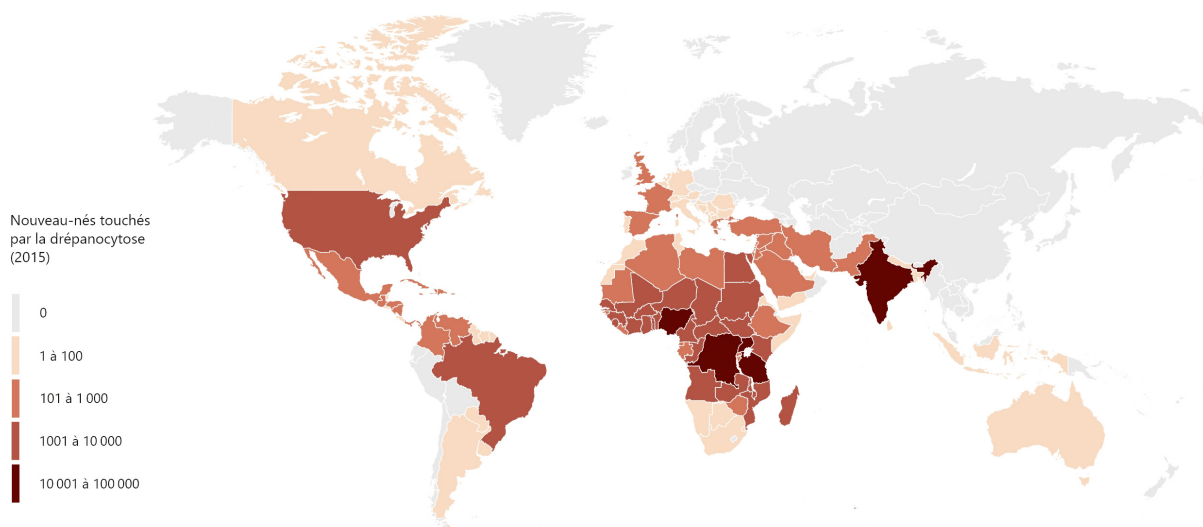 Nouveau-nés touchés
par la drépanocytose
(2015)
0
1 à 100
101 à 1 000
1001 à 10 000
10 001 à 100 000